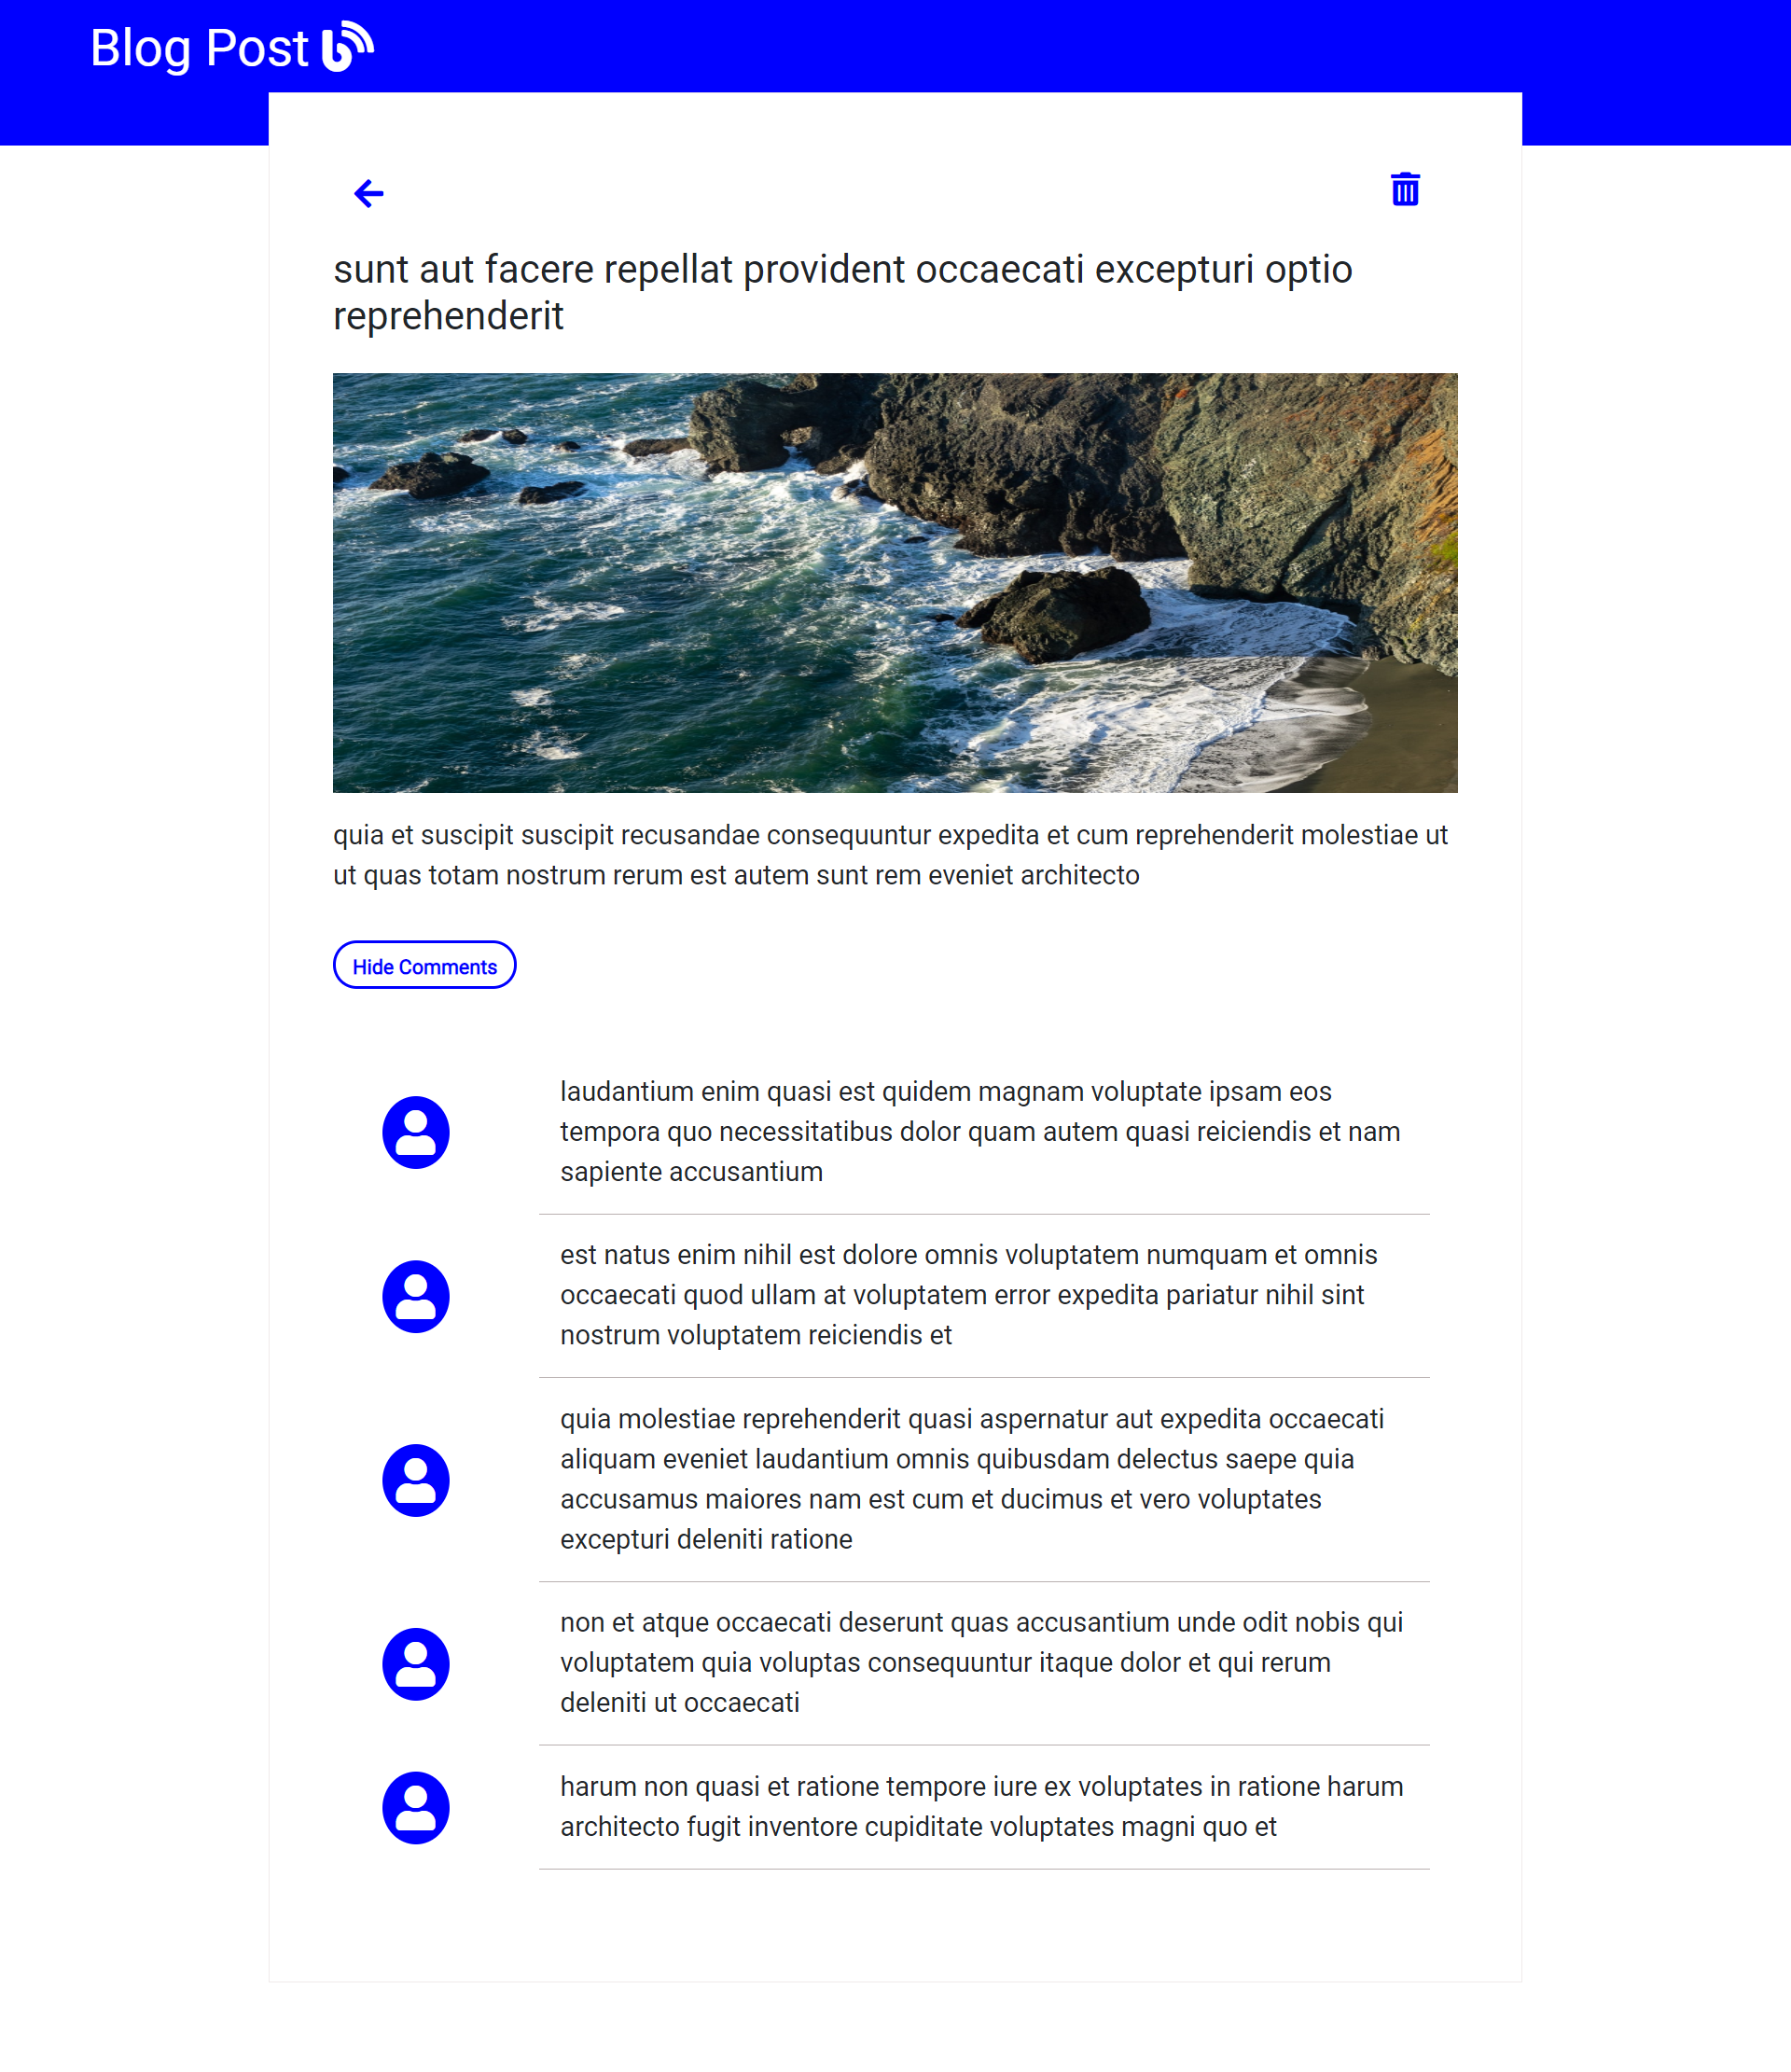 Blog Post
sunt aut facere repellat provident occaecati excepturi optio
reprehenderit
quia et suscipit suscipit recusandae consequuntur expedita et cum reprehenderit molestiae ut
ut quas totam nostrum rerum est autem sunt rem eveniet architecto
Hide Comments
laudantium enim quasi est quidem magnam voluptate ipsam eos
tempora quo necessitatibus dolor quam autem quasi reiciendis et nam
sapiente accusantium
est natus enim nihil est dolore omnis voluptatem numquam et omnis
occaecati quod ullam at voluptatem error expedita pariatur nihil sint
nostrum voluptatem reiciendis et
quia molestiae reprehenderit quasi aspernatur aut expedita occaecati
aliquam eveniet laudantium omnis quibusdam delectus saepe quia
accusamus maiores nam est cum et ducimus et vero voluptates
excepturi deleniti ratione
non et atque occaecati deserunt quas accusantium unde odit nobis qui
voluptatem quia voluptas consequuntur itaque dolor et qui rerum
deleniti ut occaecati
harum non quasi et ratione tempore iure ex voluptates in ratione harum
architecto fugit inventore cupiditate voluptates magni quo et